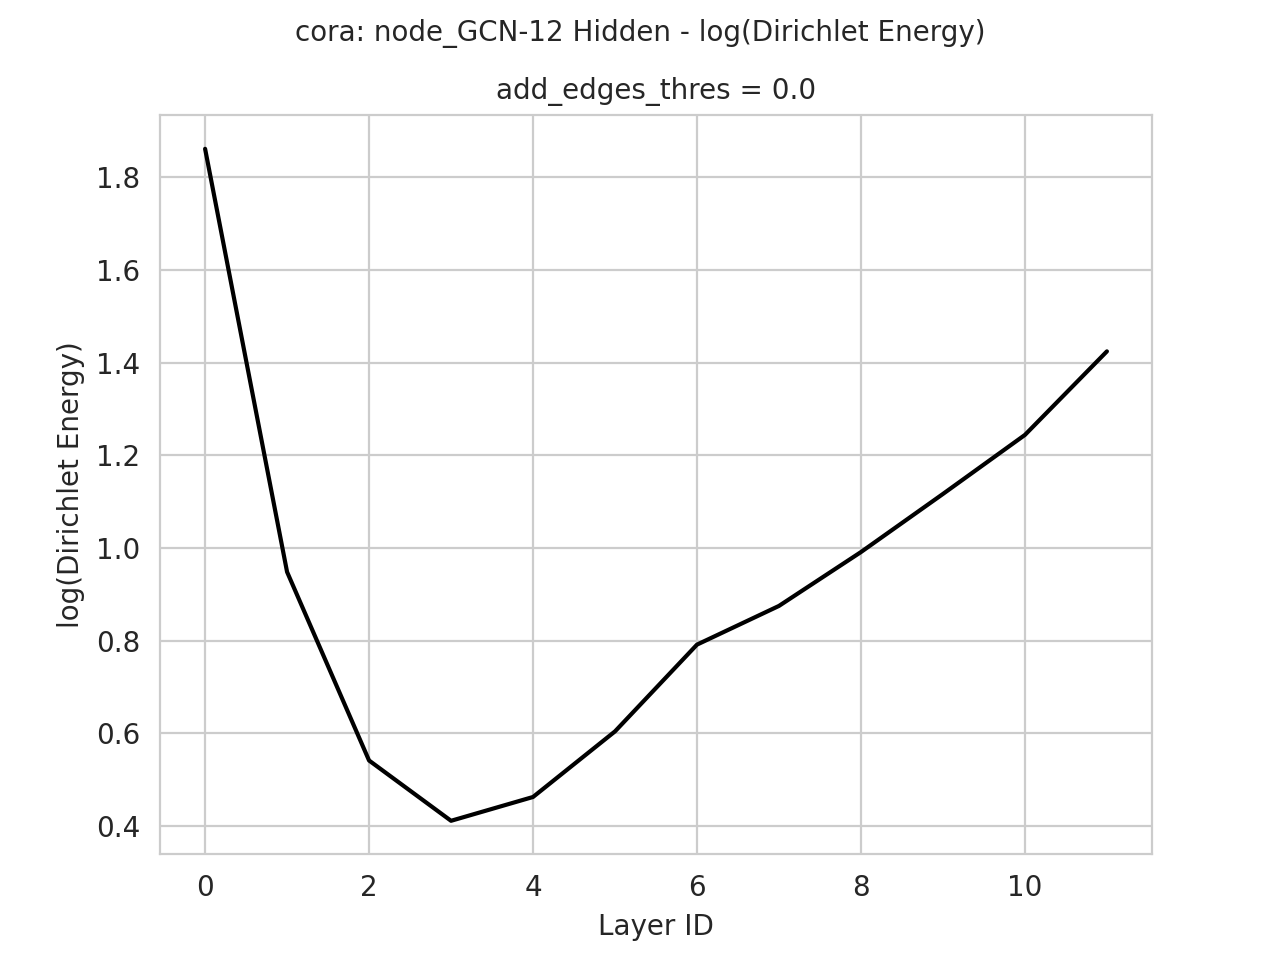 cora: node_GCN-12 Hidden - log(Dirichlet Energy)
add_edges_thres = 0.0
log(Dirichlet Energy)
1.8
1.6
1.4
1.2
1.0
0.8
0.6
0.4
0 2 4 6 8 10
Layer ID